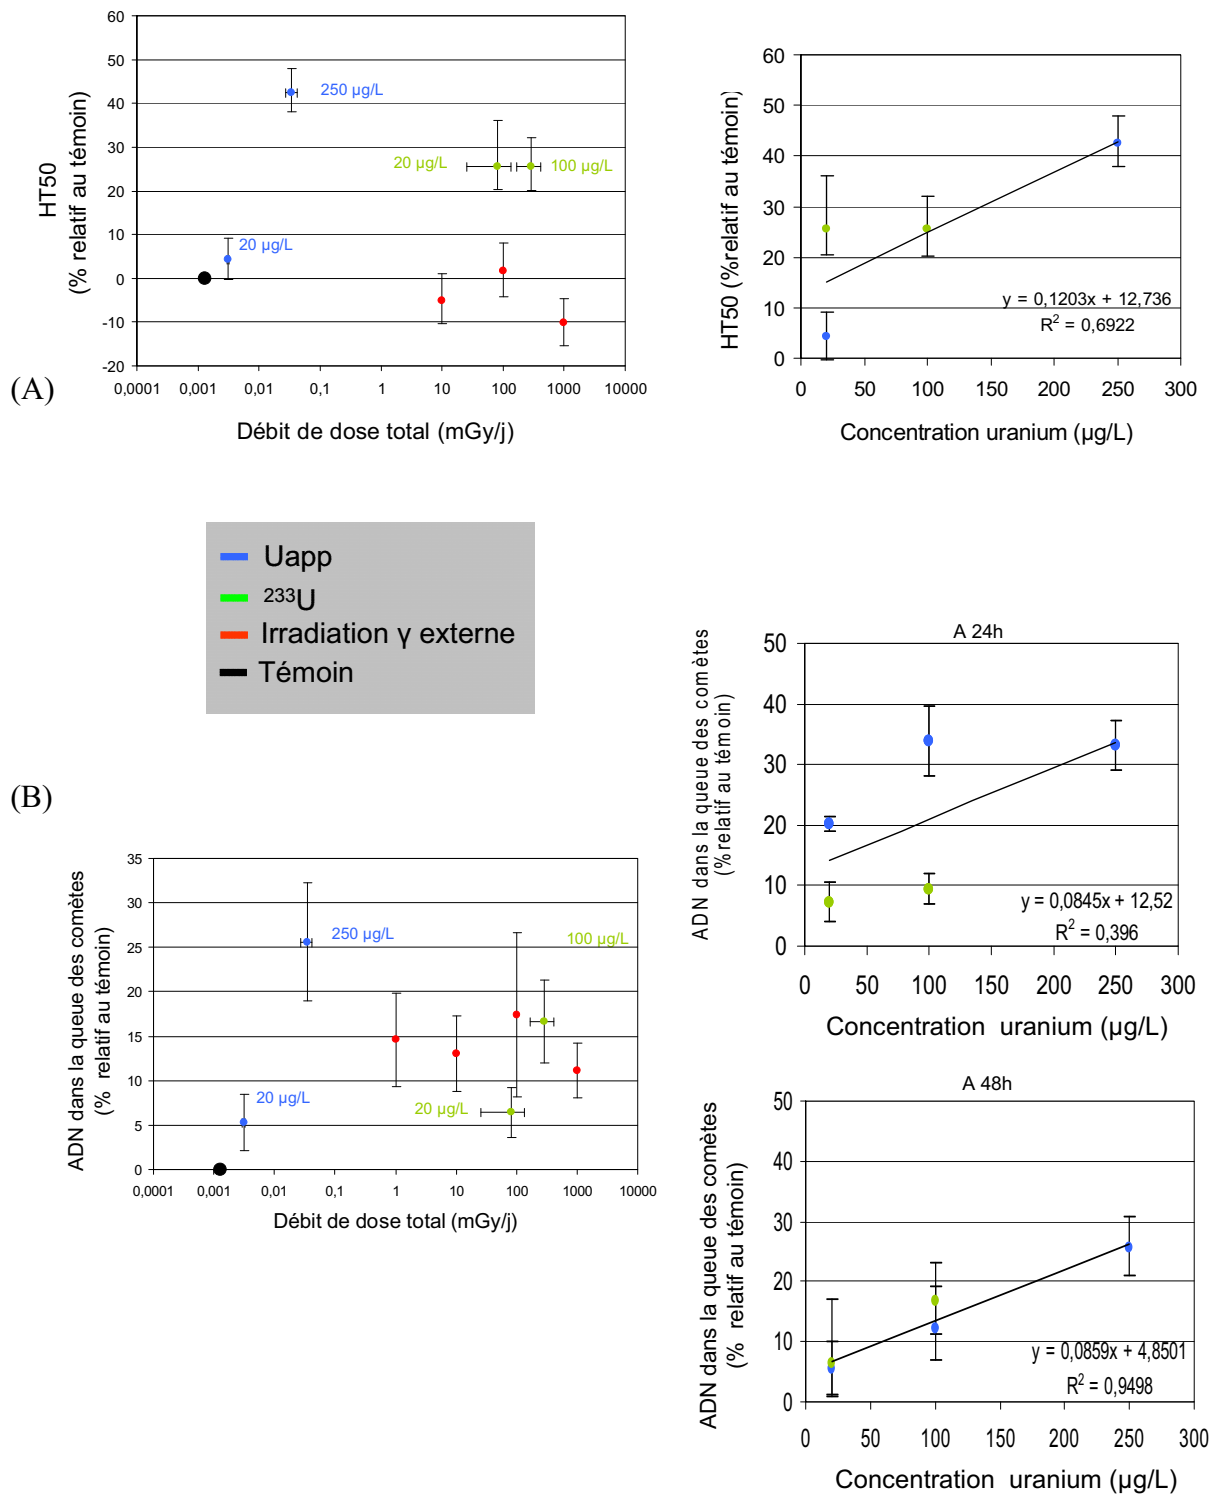 60
50
40
30
20
10
0
-10
-20
HT50
(% relatif au témoin)
250 µg/L
20 µg/L
100 µg/L
20 µg/L
0,0001
0,001
0,01
0,1
1
10
100
1000
10000
Débit de dose total (mGy/j)
(A)
60
50
40
30
20
10
0
HT50 (%relatif au témoin)
y = 0,1203x + 12,736
R² = 0,6922
0
50
100
150
200
250
300
Concentration uranium (µg/L)
Uapp
²³³U
Irradiation γ externe
Témoin
(B)
A 24h
50
40
30
20
10
0
ADN dans la queue des comètes
(% relatif au témoin)
y = 0,0845x + 12,52
R² = 0,396
0
50
100
150
200
250
300
Concentration uranium (µg/L)
35
30
25
20
15
10
5
0
ADN dans la queue des comètes
(% relatif au témoin)
250 µg/L
100 µg/L
20 µg/L
20 µg/L
0,0001
0,001
0,01
0,1
1
10
100
1000
10000
Débit de dose total (mGy/j)
A 48h
50
40
30
20
10
0
ADN dans la queue des comètes
(% relatif au témoin)
y = 0,0859x + 4,8501
R² = 0,9498
0
50
100
150
200
250
300
Concentration uranium (µg/L)